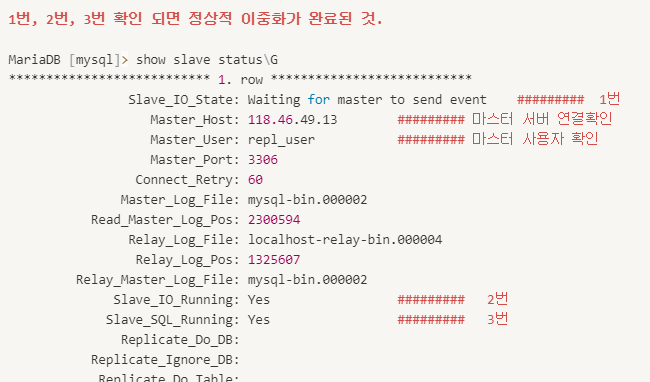 1번, 2번, 3번 확인 되면 정상적 이중화가 완료된 것.
MariaDB [mysql]> show slave status\G
*************************** 1. row ***************************
Slave_IO_State: Waiting for master to send event ######### 1번
Master_Host: 118.46.49.13 ######### 마스터 서버 연결확인
Master_User: repl_user ######### 마스터 사용자 확인
Master_Port: 3306
Connect_Retry: 60
Master_Log_File: mysql-bin.000002
Read_Master_Log_Pos: 2300594
Relay_Log_File: localhost-relay-bin.000004
Relay_Log_Pos: 1325607
Relay_Master_Log_File: mysql-bin.000002
Slave_IO_Running: Yes ######### 2번
Slave_SQL_Running: Yes ######### 3번
Replicate_Do_DB:
Replicate_Ignore_DB:
Replicate_Do_Table: